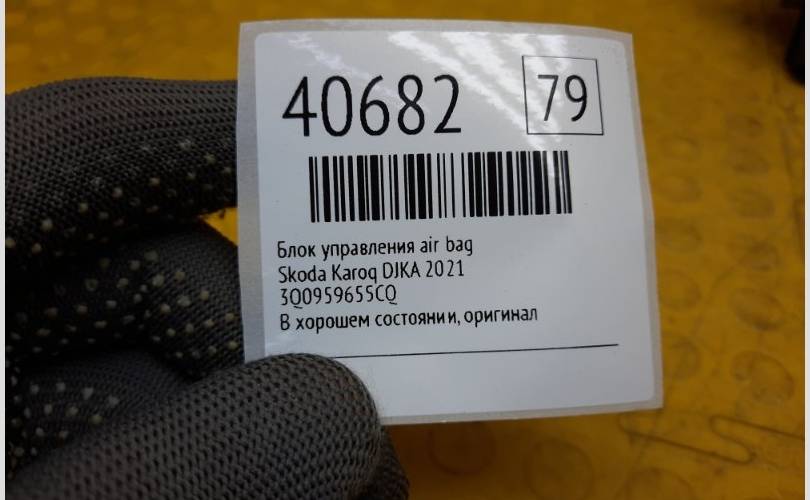 40682
79
Блок управления air bag
Skoda Karoq DJKA 2021
3Q0959655CQ
В хорошем состоянии, оригинал